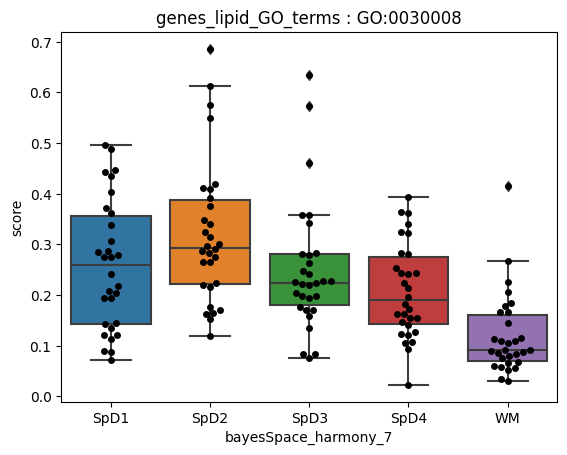 genes_lipid_GO_terms : GO:0030008
score
0.7
0.6
0.5
0.4
0.3
0.2
0.1
0.0
SpD1 SpD2 SpD3 SpD4 WM
bayesSpace_harmony_7